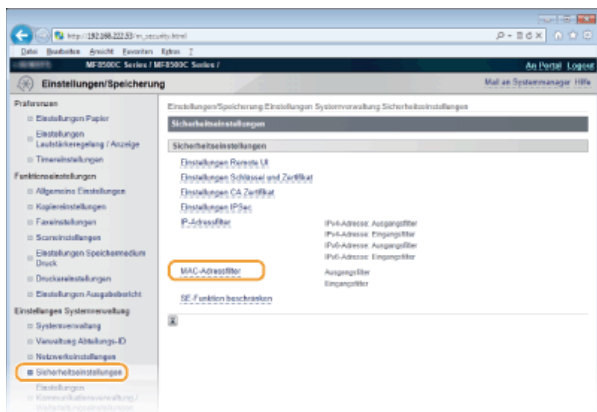 http://192.168.222.53/m_security.html
Datei Bearbeiten Ansicht Favoriten Extras ?
MF8500C Series / MF8500C Series /
An Portal Logout
Einstellungen/Speicherung
Mail an Systemmanager Hilfe
Präferenzen
Einstellungen Papier
Einstellungen
Lautstärkeregelung / Anzeige
Timereinstellungen
Funktionseinstellungen
Allgemeine Einstellungen
Kopiereinstellungen
Faxeinstellungen
Scaneinstellungen
Einstellungen Speichermedium
Druck
Druckereinstellungen
Einstellungen Ausgabebericht
Einstellungen Systemverwaltung
Systemverwaltung
Verwaltung Abteilungs-ID
Netzwerkeinstellungen
Sicherheitseinstellungen
Einstellungen
Kommunikationsverwaltung /
Weiterleitungseinstellungen
Einstellungen/Speicherung:Einstellungen Systemverwaltung:Sicherheitseinstellungen
Sicherheitseinstellungen
Sicherheitseinstellungen
Einstellungen Remote UI
Einstellungen Schlüssel und Zertifikat
Einstellungen CA Zertifikat
Einstellungen IPSec
IP-Adressfilter
IPv4-Adresse: Ausgangsfilter
IPv4-Adresse: Eingangsfilter
IPv6-Adresse: Ausgangsfilter
IPv6-Adresse: Eingangsfilter
MAC-Adressfilter
Ausgangsfilter
Eingangsfilter
SE-Funktion beschränken